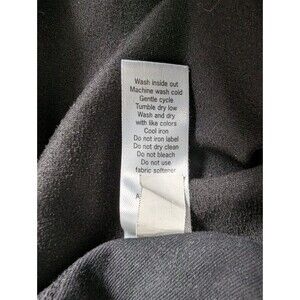 Wash inside out
Machine wash cold
Gentle cycle
Tumble dry low
Wash and dry
with like colors
Cool iron
Do not iron label
Do not dry clean
Do not bleach
Do not use
fabric softener
A